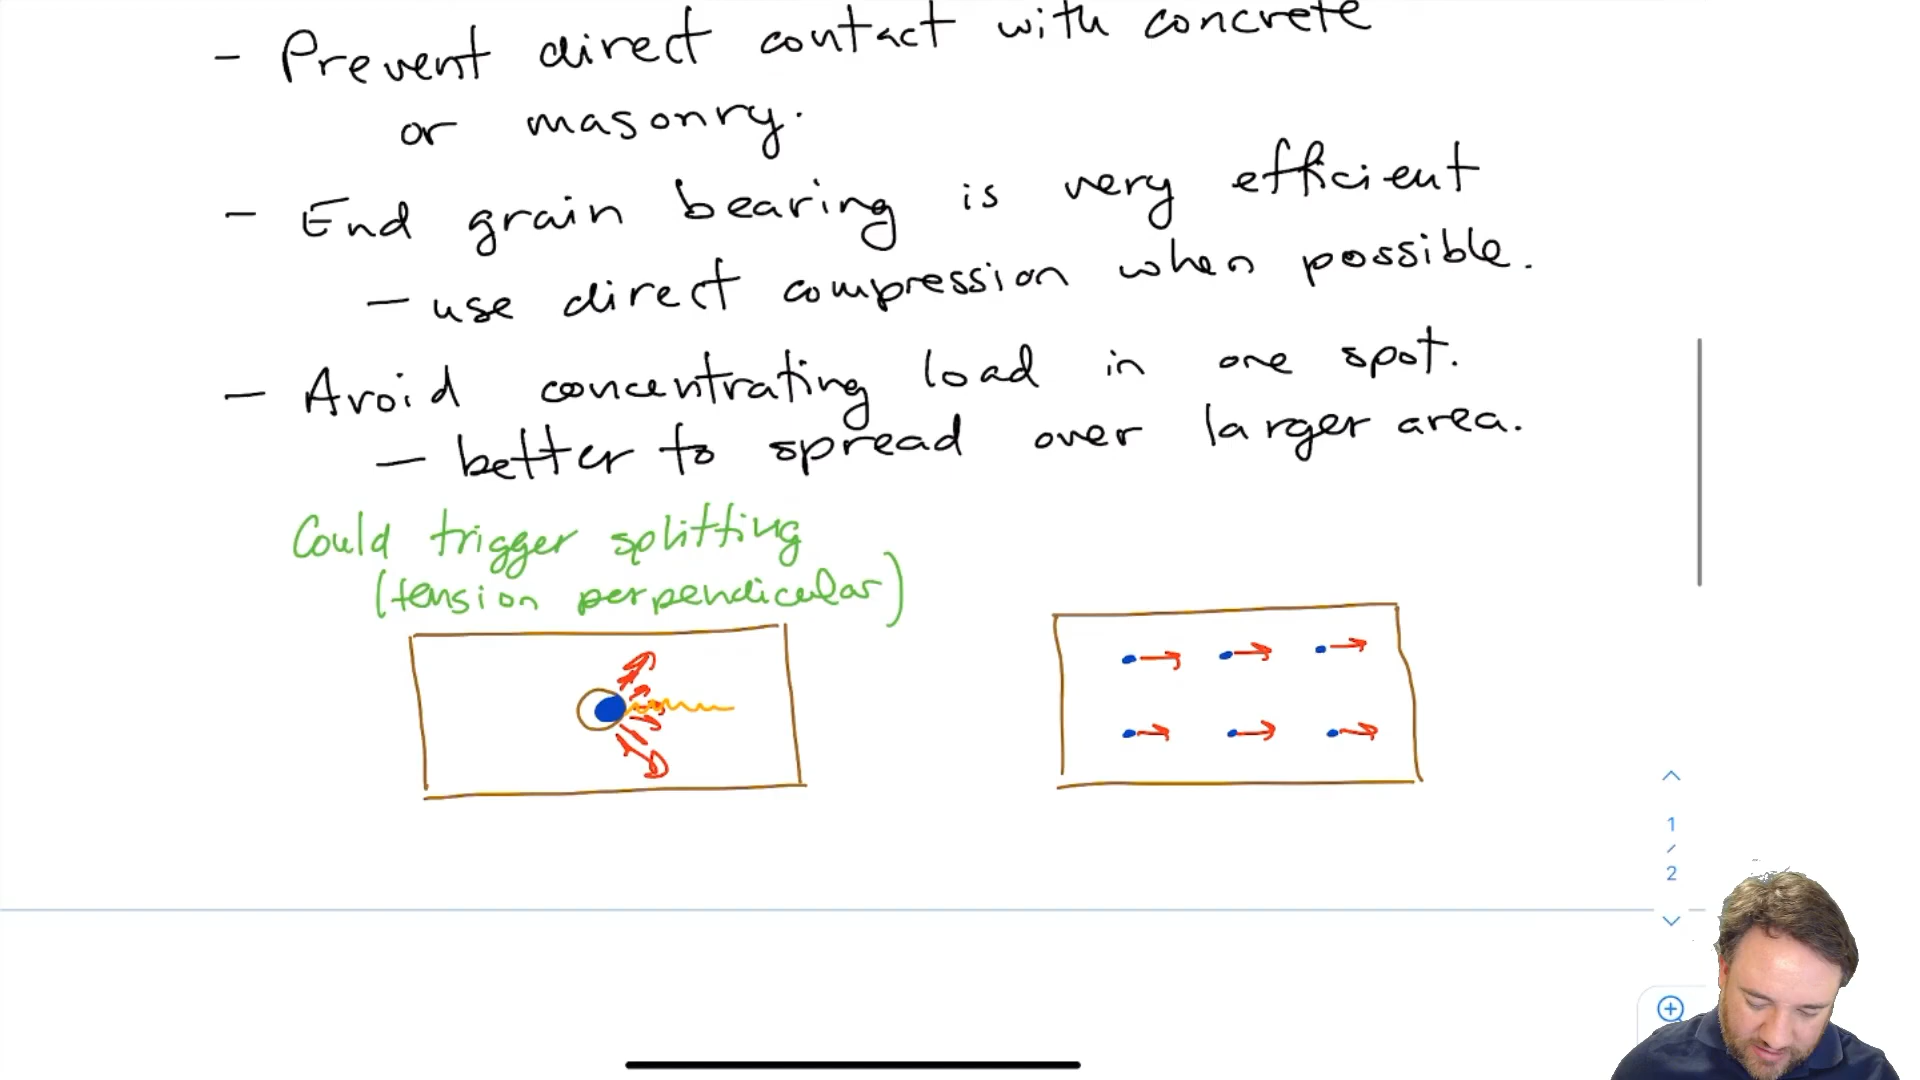 - Prevent direct contact with concrete
or masonry.
- End grain bearing is very efficient
- use direct compression when possible.
- Avoid concentrating load in one spot.
- better to spread over larger area.
Could trigger splitting
(tension perpendicular)
1
/
2